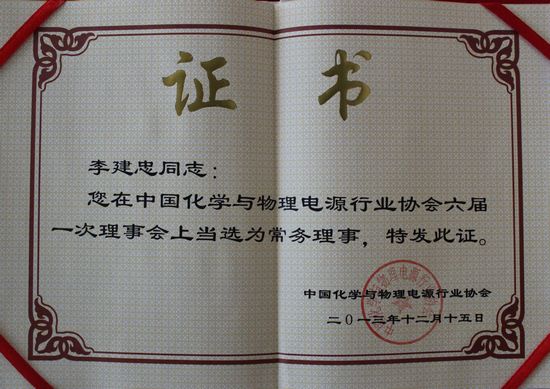 证 书
李建忠同志：
您在中国化学与物理电源行业协会六届
一次理事会上当选为常务理事，特发此证。
中国化学与物理电源行业协会
二〇一三年十二月十五日